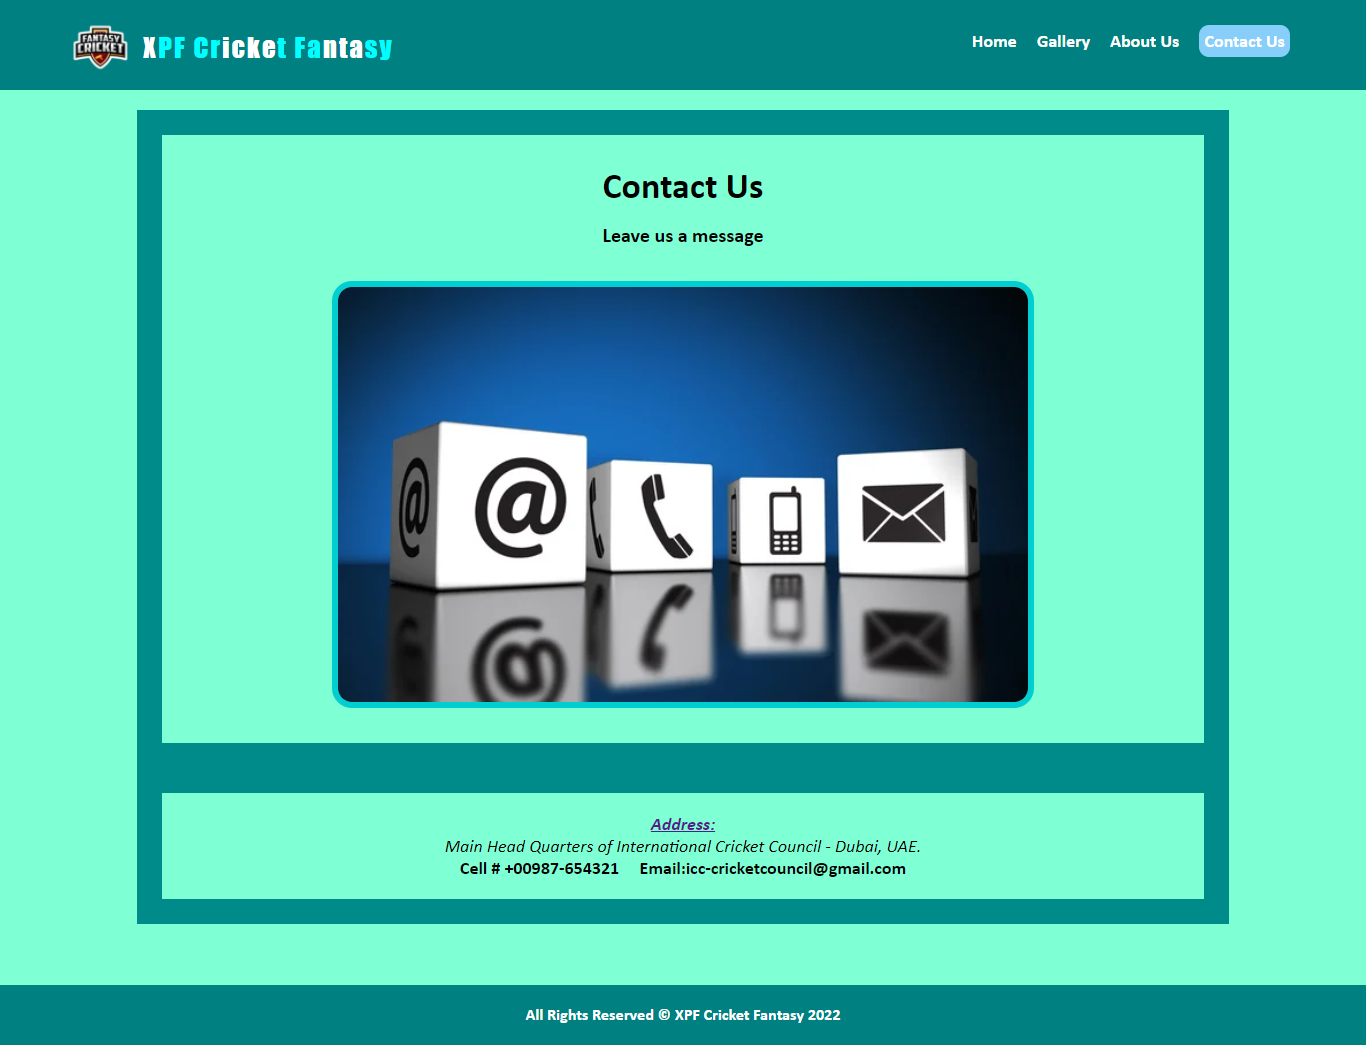 FANTASY
CRICKET
XPF Cricket Fantasy
Home Gallery About Us Contact Us
Contact Us
Leave us a message
@ @
Address:
Main Head Quarters of International Cricket Council - Dubai, UAE.
Cell # +00987-654321 Email:icc-cricketcouncil@gmail.com
All Rights Reserved © XPF Cricket Fantasy 2022